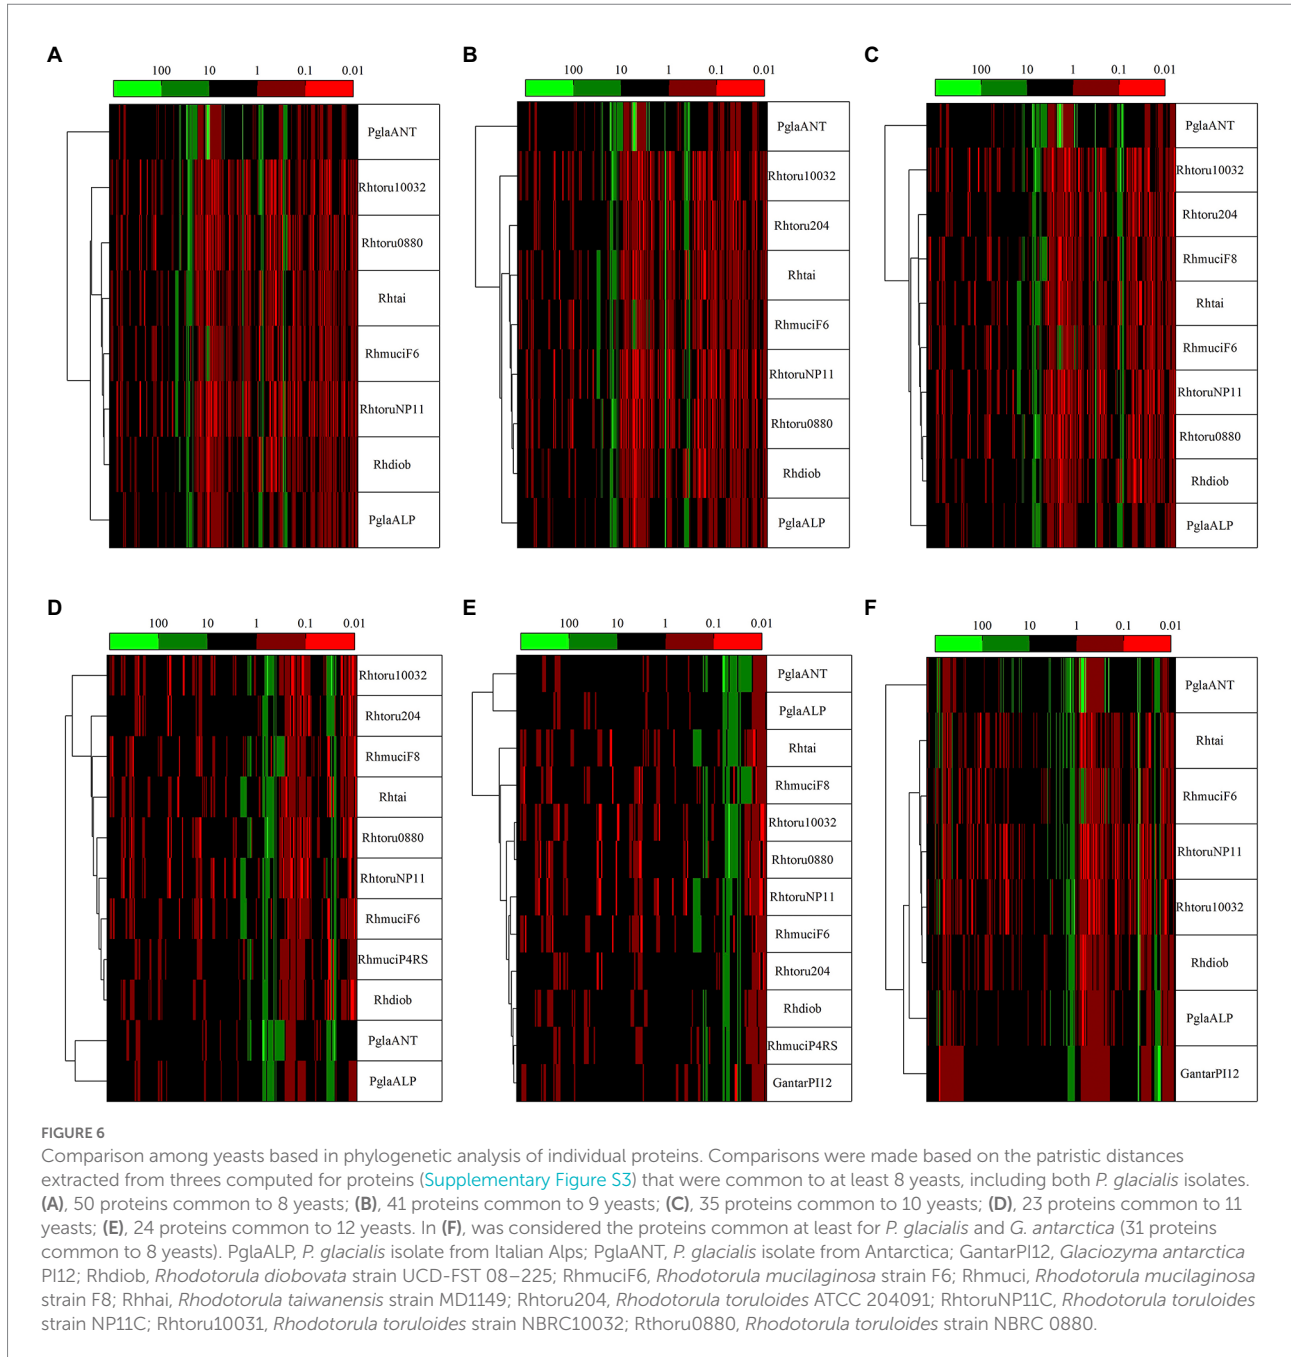 A
100 10 1 0.1 0.01
PglaANT
Rhtoru10032
Rhtoru0880
Rhtai
RhmuciF6
RhtoruNP11
Rhdiob
PglaALP
B
100 10 1 0.1 0.01
PglaANT
Rhtoru10032
Rhtoru204
Rhtai
RhmuciF6
RhtoruNP11
Rhtoru0880
Rhdiob
PglaALP
C
100 10 1 0.1 0.01
PglaANT
Rhtoru10032
Rhtoru204
RhmuciF8
Rhtai
RhmuciF6
RhtoruNP11
Rhtoru0880
Rhdiob
PglaALP
D
100 10 1 0.1 0.01
Rhtoru10032
Rhtoru204
RhmuciF8
Rhtai
Rhtoru0880
RhtoruNP11
RhmuciF6
RhmuciP4RS
Rhdiob
PglaANT
PglaALP
E
100 10 1 0.1 0.01
PglaANT
PglaALP
Rhtai
RhmuciF8
Rhtoru10032
Rhtoru0880
RhtoruNP11
RhmuciF6
Rhtoru204
Rhdiob
RhmuciP4RS
GantarPI12
F
100 10 1 0.1 0.01
PglaANT
Rhtai
RhmuciF6
RhtoruNP11
Rhtoru10032
Rhdiob
PglaALP
GantarPI12
FIGURE 6
Comparison among yeasts based in phylogenetic analysis of individual proteins. Comparisons were made based on the patristic distances
extracted from threes computed for proteins (Supplementary Figure S3) that were common to at least 8 yeasts, including both P. glacialis isolates.
(A), 50 proteins common to 8 yeasts; (B), 41 proteins common to 9 yeasts; (C), 35 proteins common to 10 yeasts; (D), 23 proteins common to 11
yeasts; (E), 24 proteins common to 12 yeasts. In (F), was considered the proteins common at least for P. glacialis and G. antarctica (31 proteins
common to 8 yeasts). PglaALP, P. glacialis isolate from Italian Alps; PglaANT, P. glacialis isolate from Antarctica; GantarPI12, Glaciozyma antarctica
PI12; Rhdiob, Rhodotorula diobovata strain UCD-FST 08–225; RhmuciF6, Rhodotorula mucilaginosa strain F6; Rhmuci, Rhodotorula mucilaginosa
strain F8; Rhhai, Rhodotorula taiwanensis strain MD1149; Rhtoru204, Rhodotorula toruloides ATCC 204091; RhtoruNP11C, Rhodotorula toruloides
strain NP11C; Rhtoru10031, Rhodotorula toruloides strain NBRC10032; Rthoru0880, Rhodotorula toruloides strain NBRC 0880.